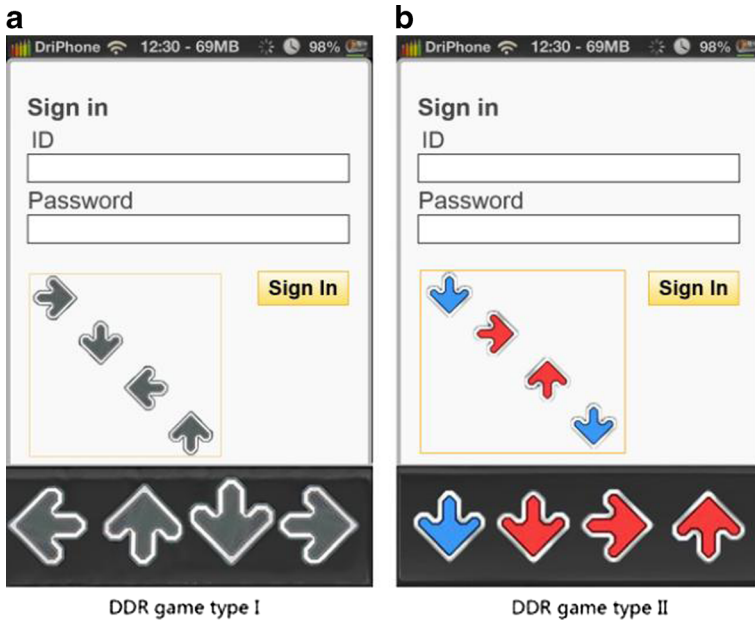 a
DriPhone 12:30 - 69MB 98%
Sign in
ID
Password
Sign In
DDR game type I
b
DriPhone 12:30 - 69MB 98%
Sign in
ID
Password
Sign In
DDR game type II